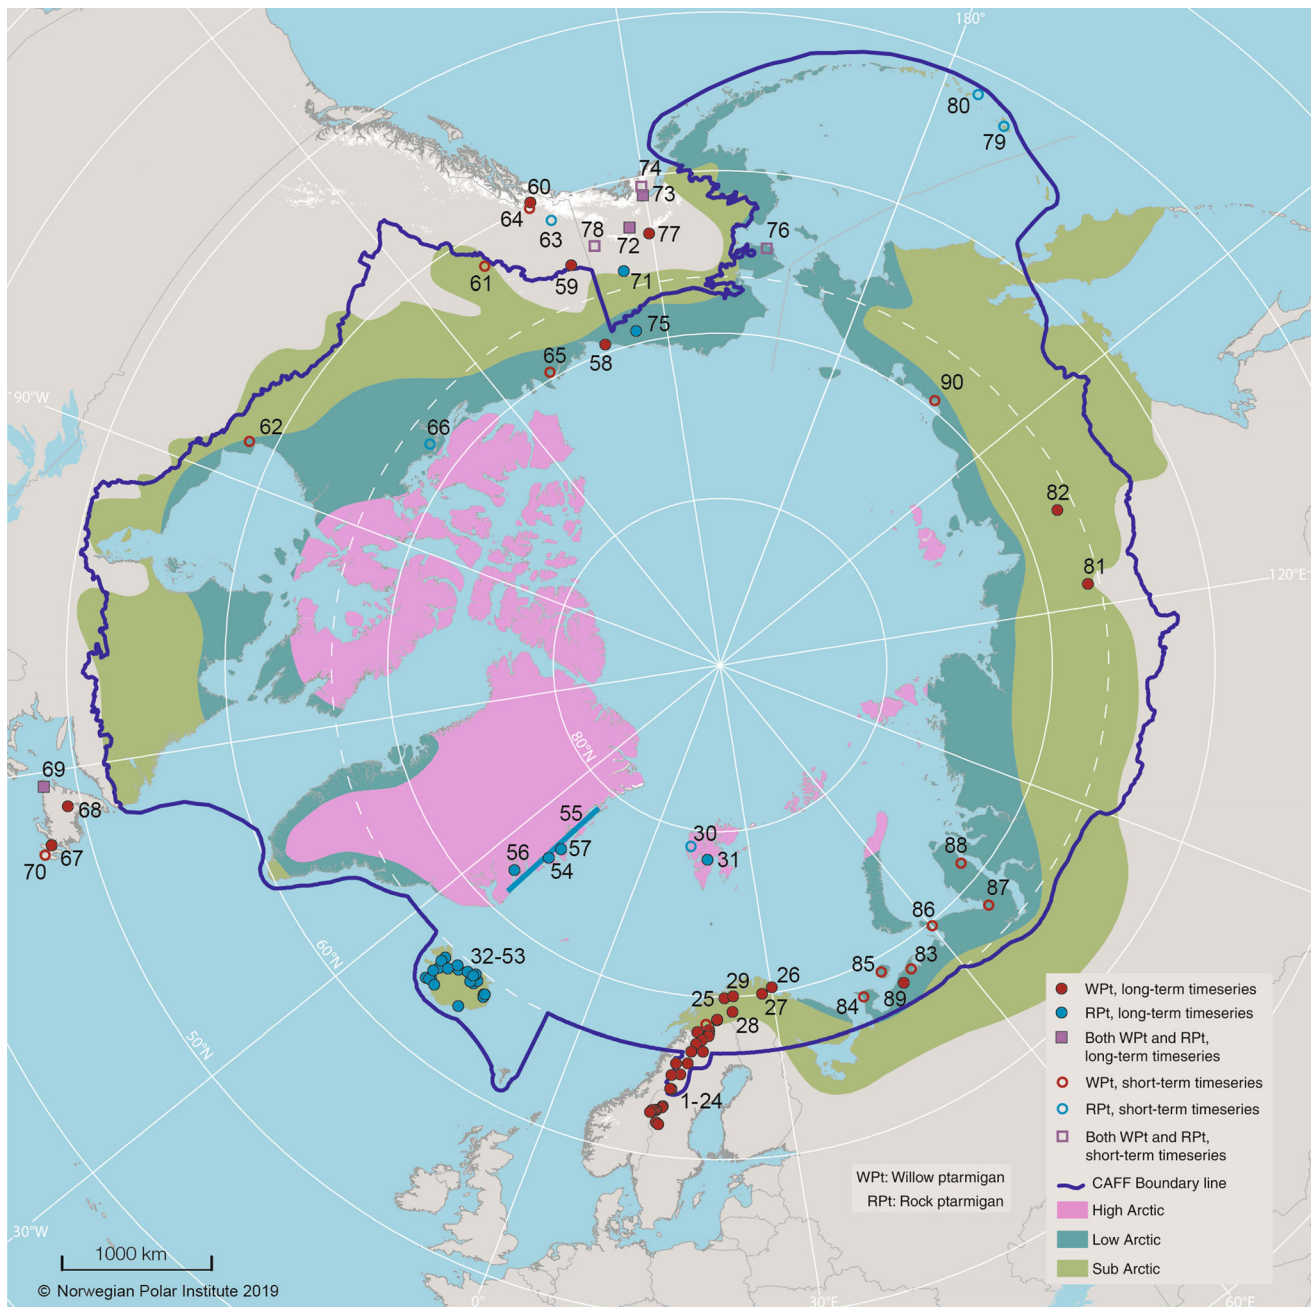 180°
80
79
74
60
73
64
63
78
72
77
76
61
59
71
75
58
65
90
90°W
62
66
82
81
120°E
80°N
69
68
55
30
57
56
54
31
67
70
88
87
86
60°N
32-53
83
85
26
29
25
84
89
27
28
50°N
1-24
WPt, long-term timeseries
RPt, long-term timeseries
Both WPt and RPt,
long-term timeseries
WPt, short-term timeseries
RPt, short-term timeseries
Both WPt and RPt,
short-term timeseries
CAFF Boundary line
High Arctic
Low Arctic
Sub Arctic
WPt: Willow ptarmigan
RPt: Rock ptarmigan
30°W
1000 km
© Norwegian Polar Institute 2019
0°
30°E
60°E